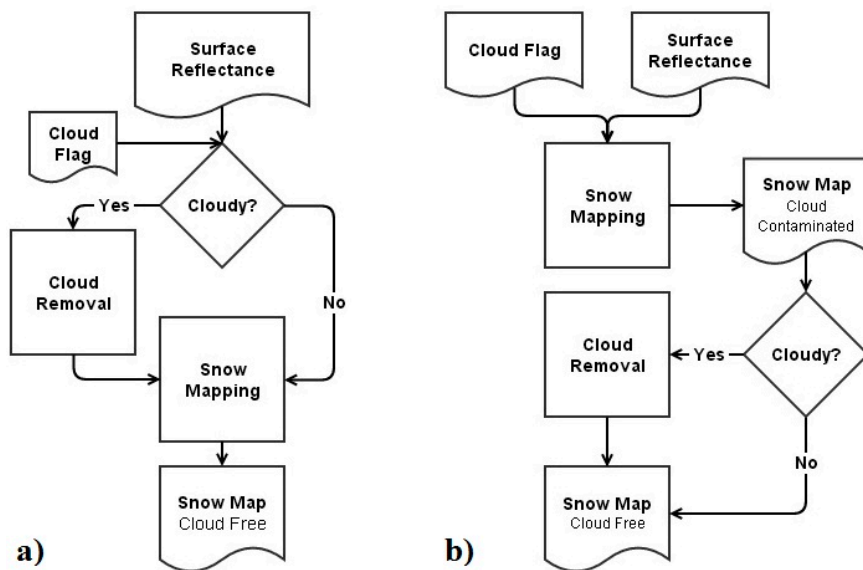 Surface
Reflectance
Cloud
Flag
Cloudy?
Yes
Cloud
Removal
No
Snow
Mapping
Snow Map
Cloud Free
a)
Cloud Flag
Surface
Reflectance
Snow
Mapping
Snow Map
Cloud
Contaminated
Cloud
Removal
Yes
Cloudy?
No
Snow Map
Cloud Free
b)